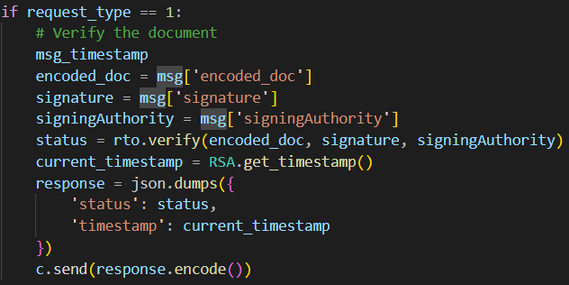 if request_type == 1:
    # Verify the document
    msg_timestamp
    encoded_doc = msg['encoded_doc']
    signature = msg['signature']
    signingAuthority = msg['signingAuthority']
    status = rto.verify(encoded_doc, signature, signingAuthority)
    current_timestamp = RSA.get_timestamp()
    response = json.dumps({
        'status': status,
        'timestamp': current_timestamp
    })
    c.send(response.encode())